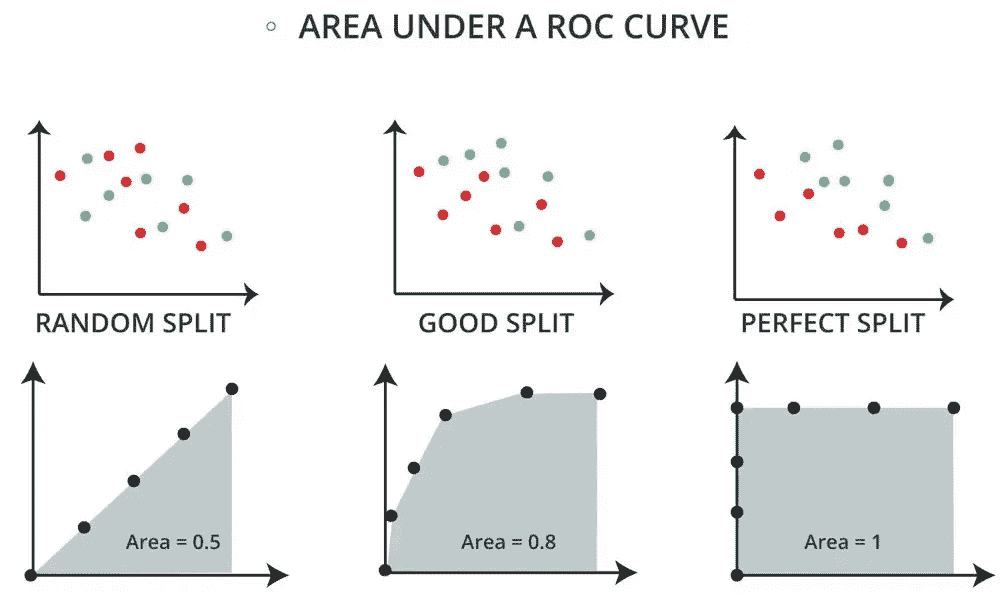 AREA UNDER A ROC CURVE
RANDOM SPLIT
GOOD SPLIT
PERFECT SPLIT
Area = 0.5
Area = 0.8
Area = 1